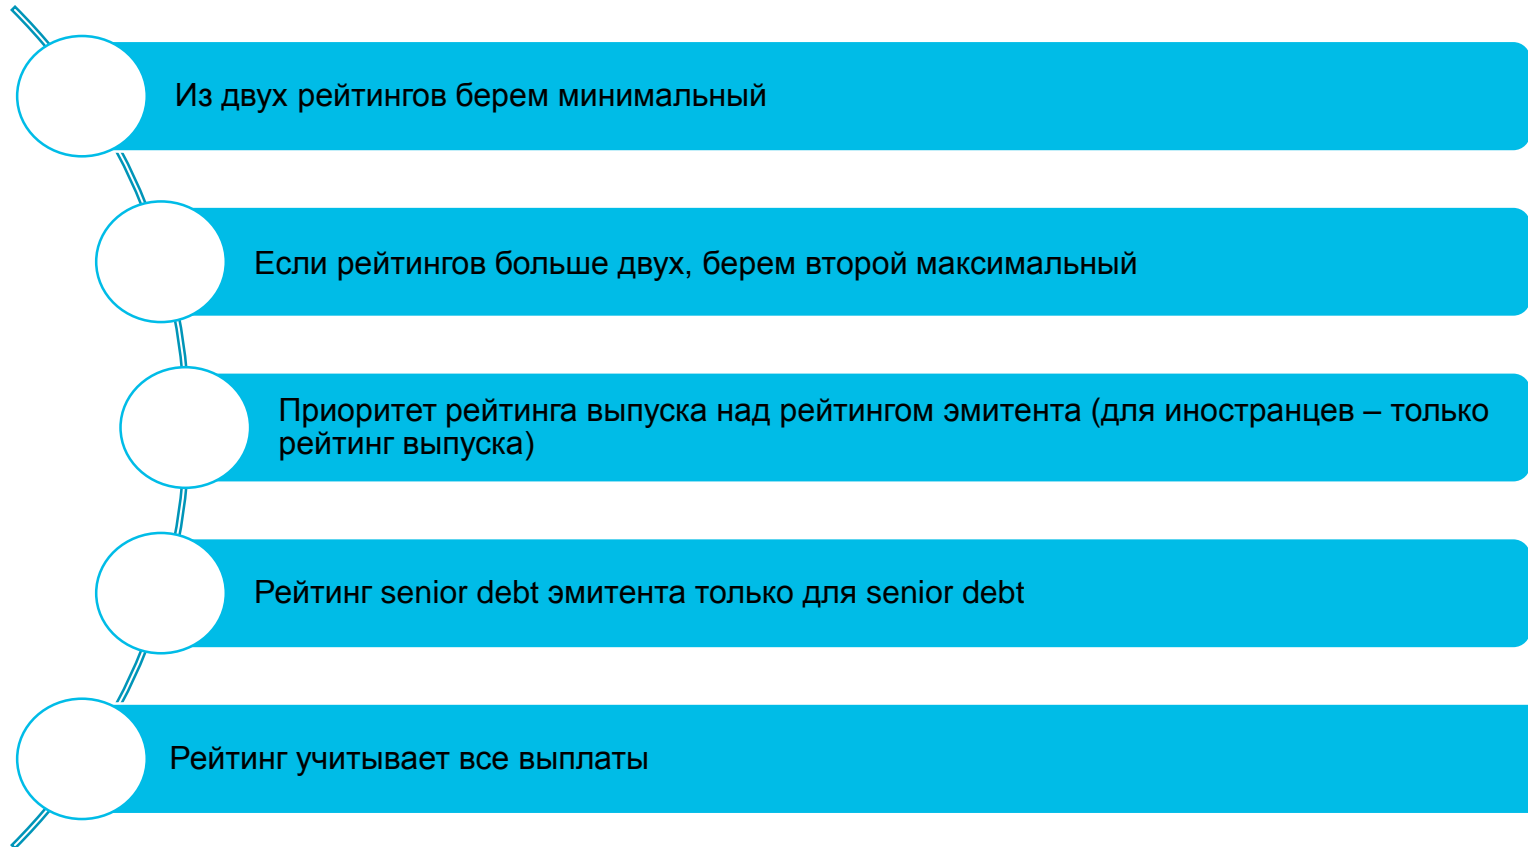 Из двух рейтингов берем минимальный
Если рейтингов больше двух, берем второй максимальный
Приоритет рейтинга выпуска над рейтингом эмитента (для иностранцев – только
рейтинг выпуска)
Рейтинг senior debt эмитента только для senior debt
Рейтинг учитывает все выплаты